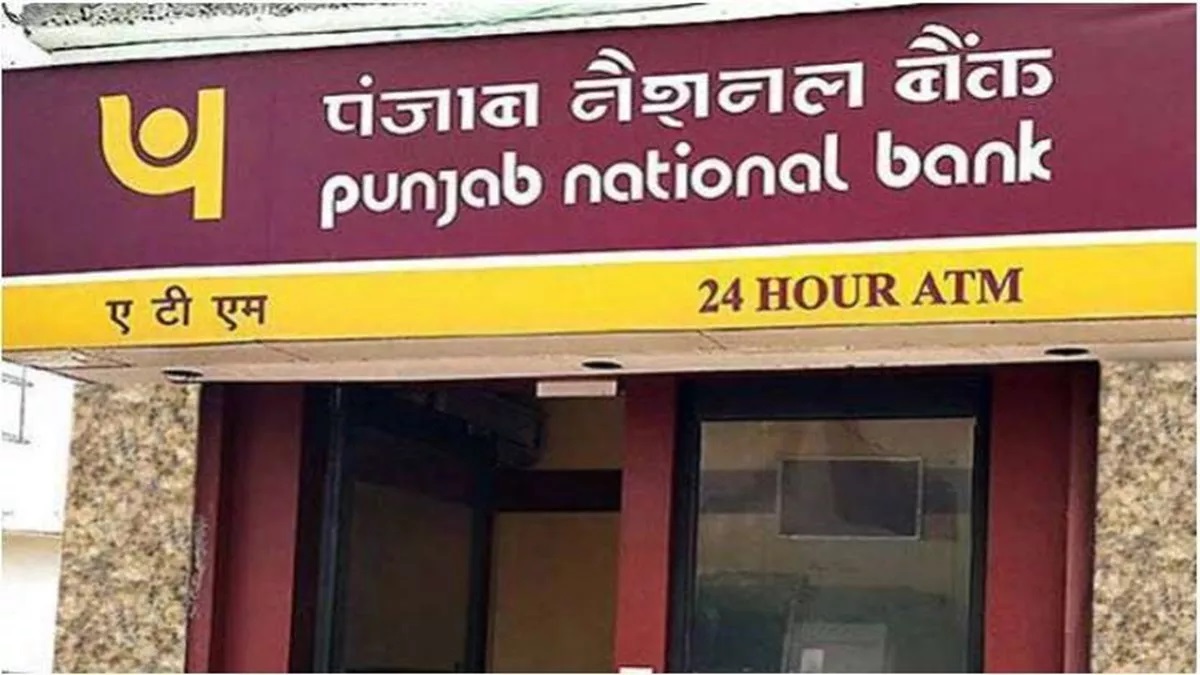 पंजाब नैशनल बैंक
punjab national bank
ए टी एम
24 HOUR ATM